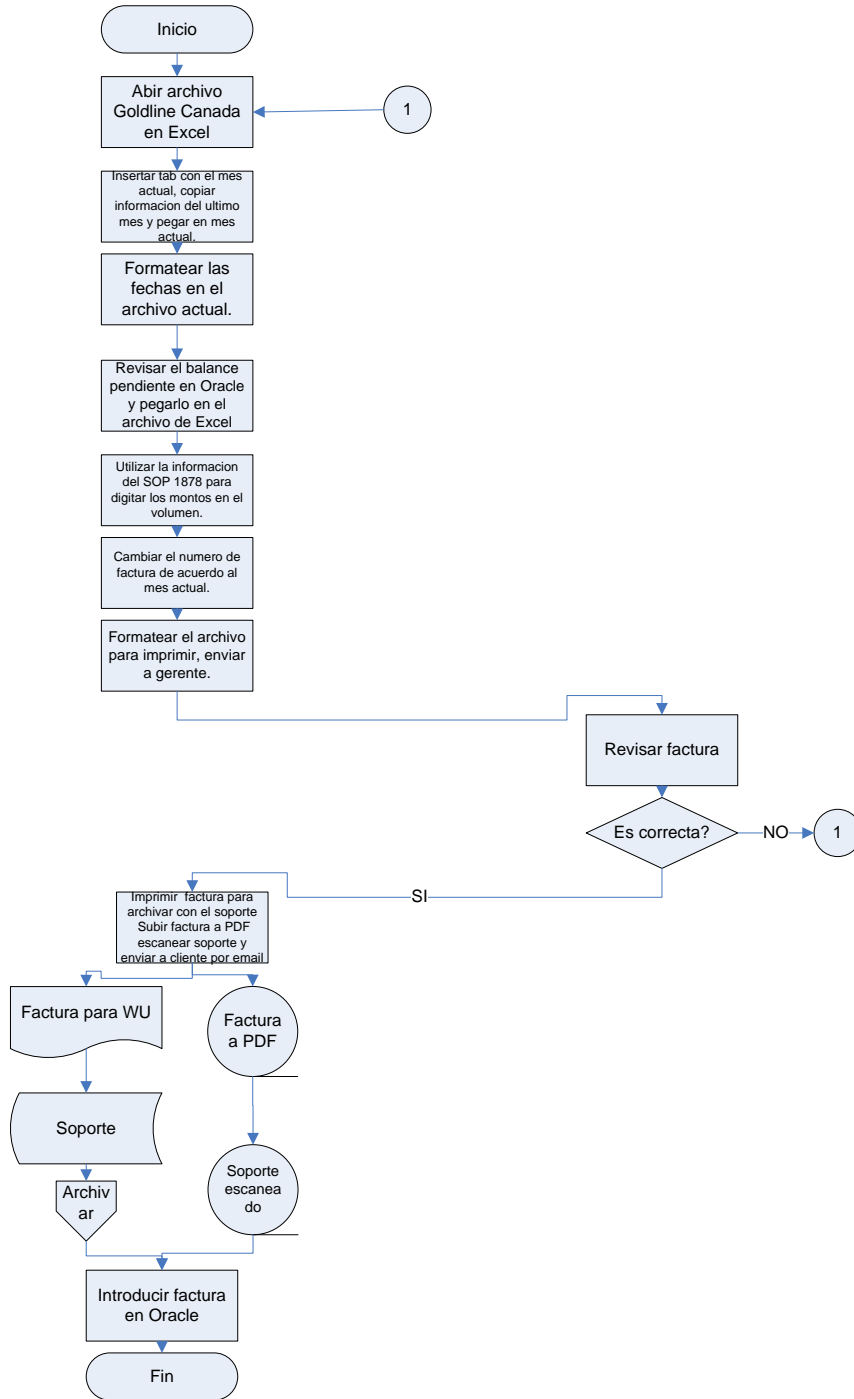 Inicio
Abir archivo
Goldline Canada
en Excel
1
Insertar tab con el mes
actual, copiar
informacion del ultimo
mes y pegar en mes
actual.
Formatear las
fechas en el
archivo actual.
Revisar el balance
pendiente en Oracle
y pegarlo en el
archivo de Excel
Utilizar la informacion
del SOP 1878 para
digitar los montos en el
volumen.
Cambiar el numero de
factura de acuerdo al
mes actual.
Formatear el archivo
para imprimir, enviar
a gerente.
Revisar factura
Es correcta?
NO
1
SI
Imprimir factura para
archivar con el soporte
Subir factura a PDF
escanear soporte y
enviar a cliente por email
Factura para WU
Factura
a PDF
Soporte
Soporte
escanea
do
Archiv
ar
Introducir factura
en Oracle
Fin